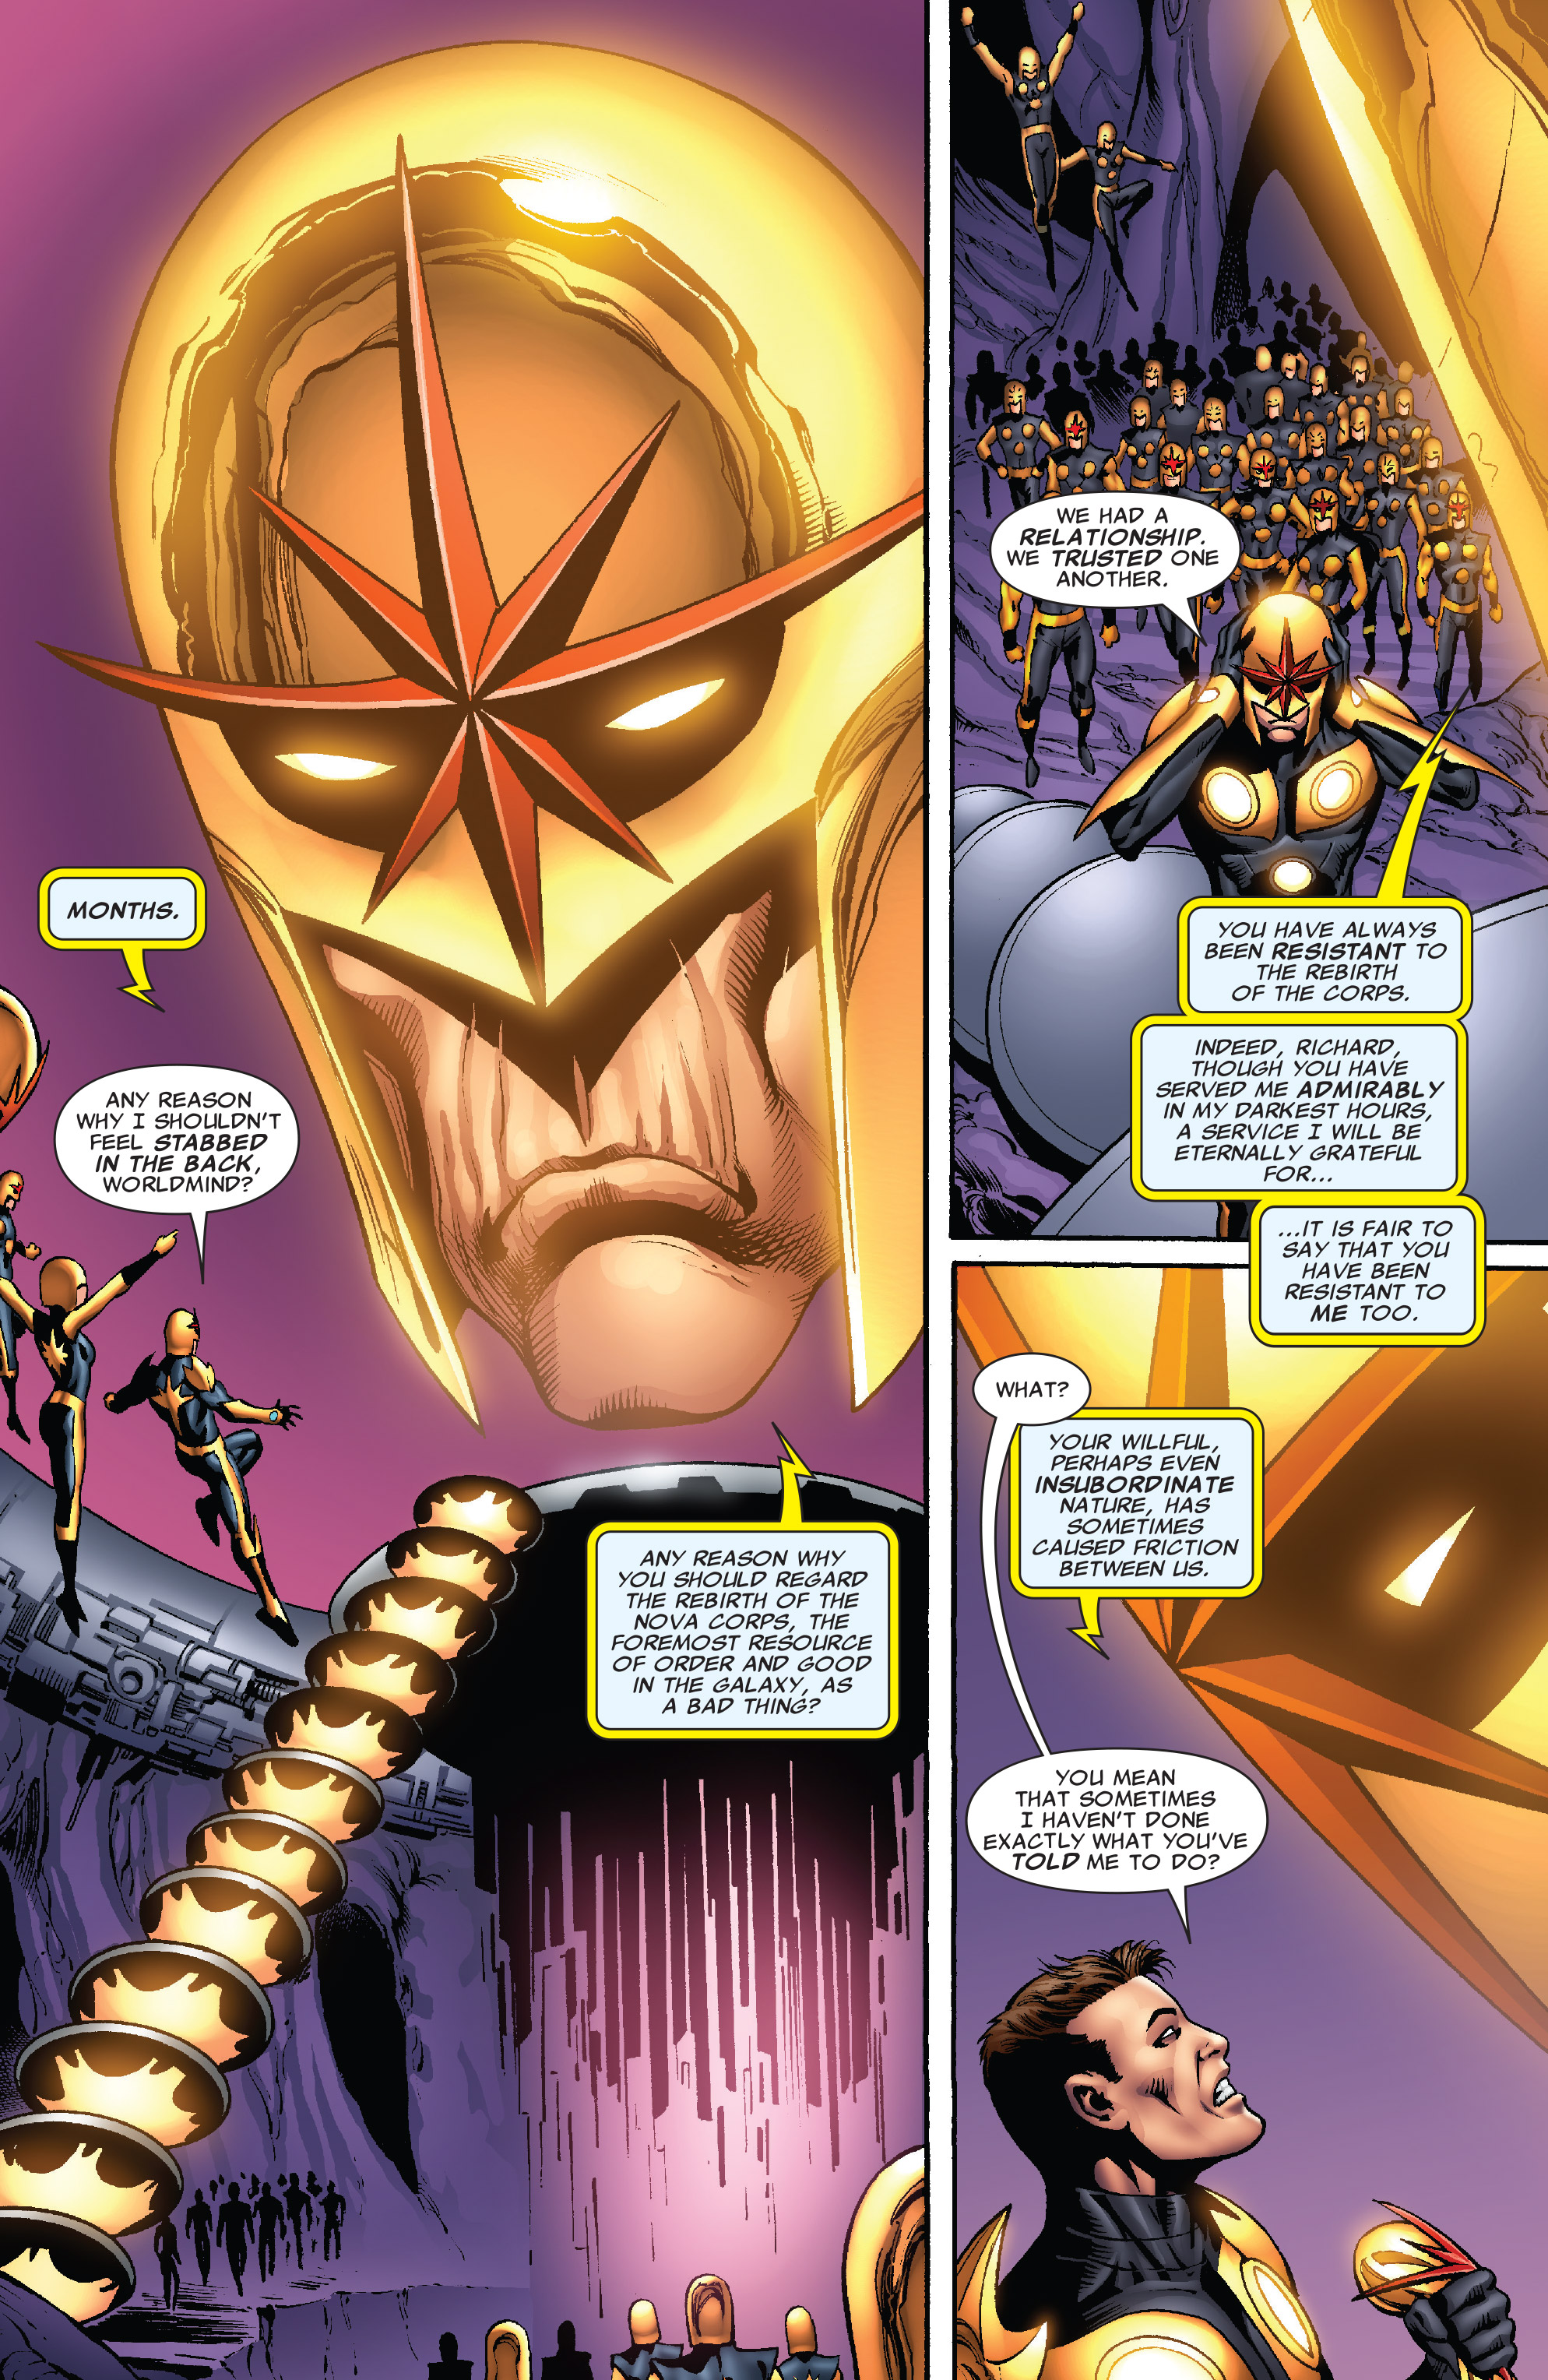 MONTHS.
ANY REASON
WHY I SHOULDN'T
FEEL STABBED
IN THE BACK,
WORLDMIND?
ANY REASON WHY
YOU SHOULD REGARD
THE REBIRTH OF THE
NOVA CORPS, THE
FOREMOST RESOURCE
OF ORDER AND GOOD
IN THE GALAXY, AS
A BAD THING?
WE HAD A
RELATIONSHIP.
WE TRUSTED ONE
ANOTHER.
YOU HAVE ALWAYS
BEEN RESISTANT TO
THE REBIRTH
OF THE CORPS.
INDEED, RICHARD,
THOUGH YOU HAVE
SERVED ME ADMIRABLY
IN MY DARKEST HOURS,
A SERVICE I WILL BE
ETERNALLY GRATEFUL
FOR...
...IT IS FAIR TO
SAY THAT YOU
HAVE BEEN
RESISTANT TO
ME TOO.
WHAT?
YOUR WILLFUL,
PERHAPS EVEN
INSUBORDINATE
NATURE, HAS
SOMETIMES
CAUSED FRICTION
BETWEEN US.
YOU MEAN
THAT SOMETIMES
I HAVEN'T DONE
EXACTLY WHAT YOU'VE
TOLD ME TO DO?